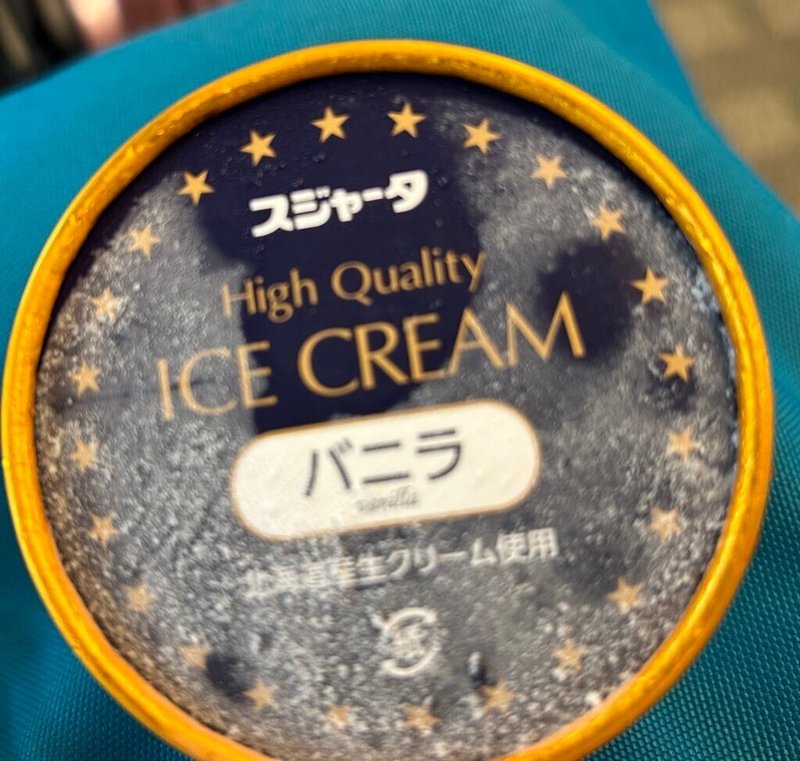 スジャータ
High Quality
ICE CREAM
バニラ
vanilla
北海道産生クリーム使用